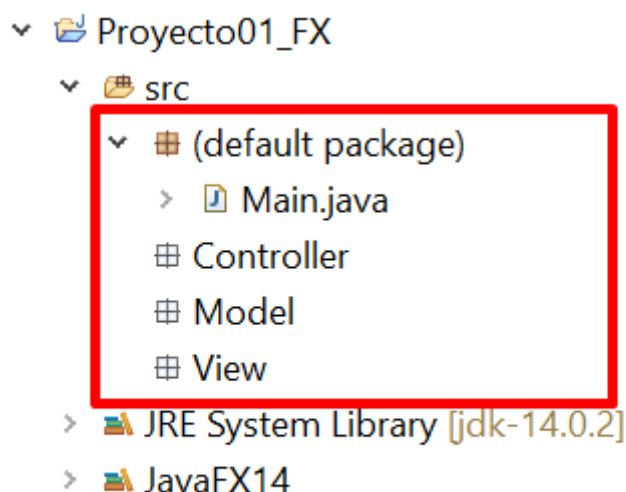 Proyecto01_FX
src
(default package)
Main.java
Controller
Model
View
JRE System Library [jdk-14.0.2]
JavaFX14